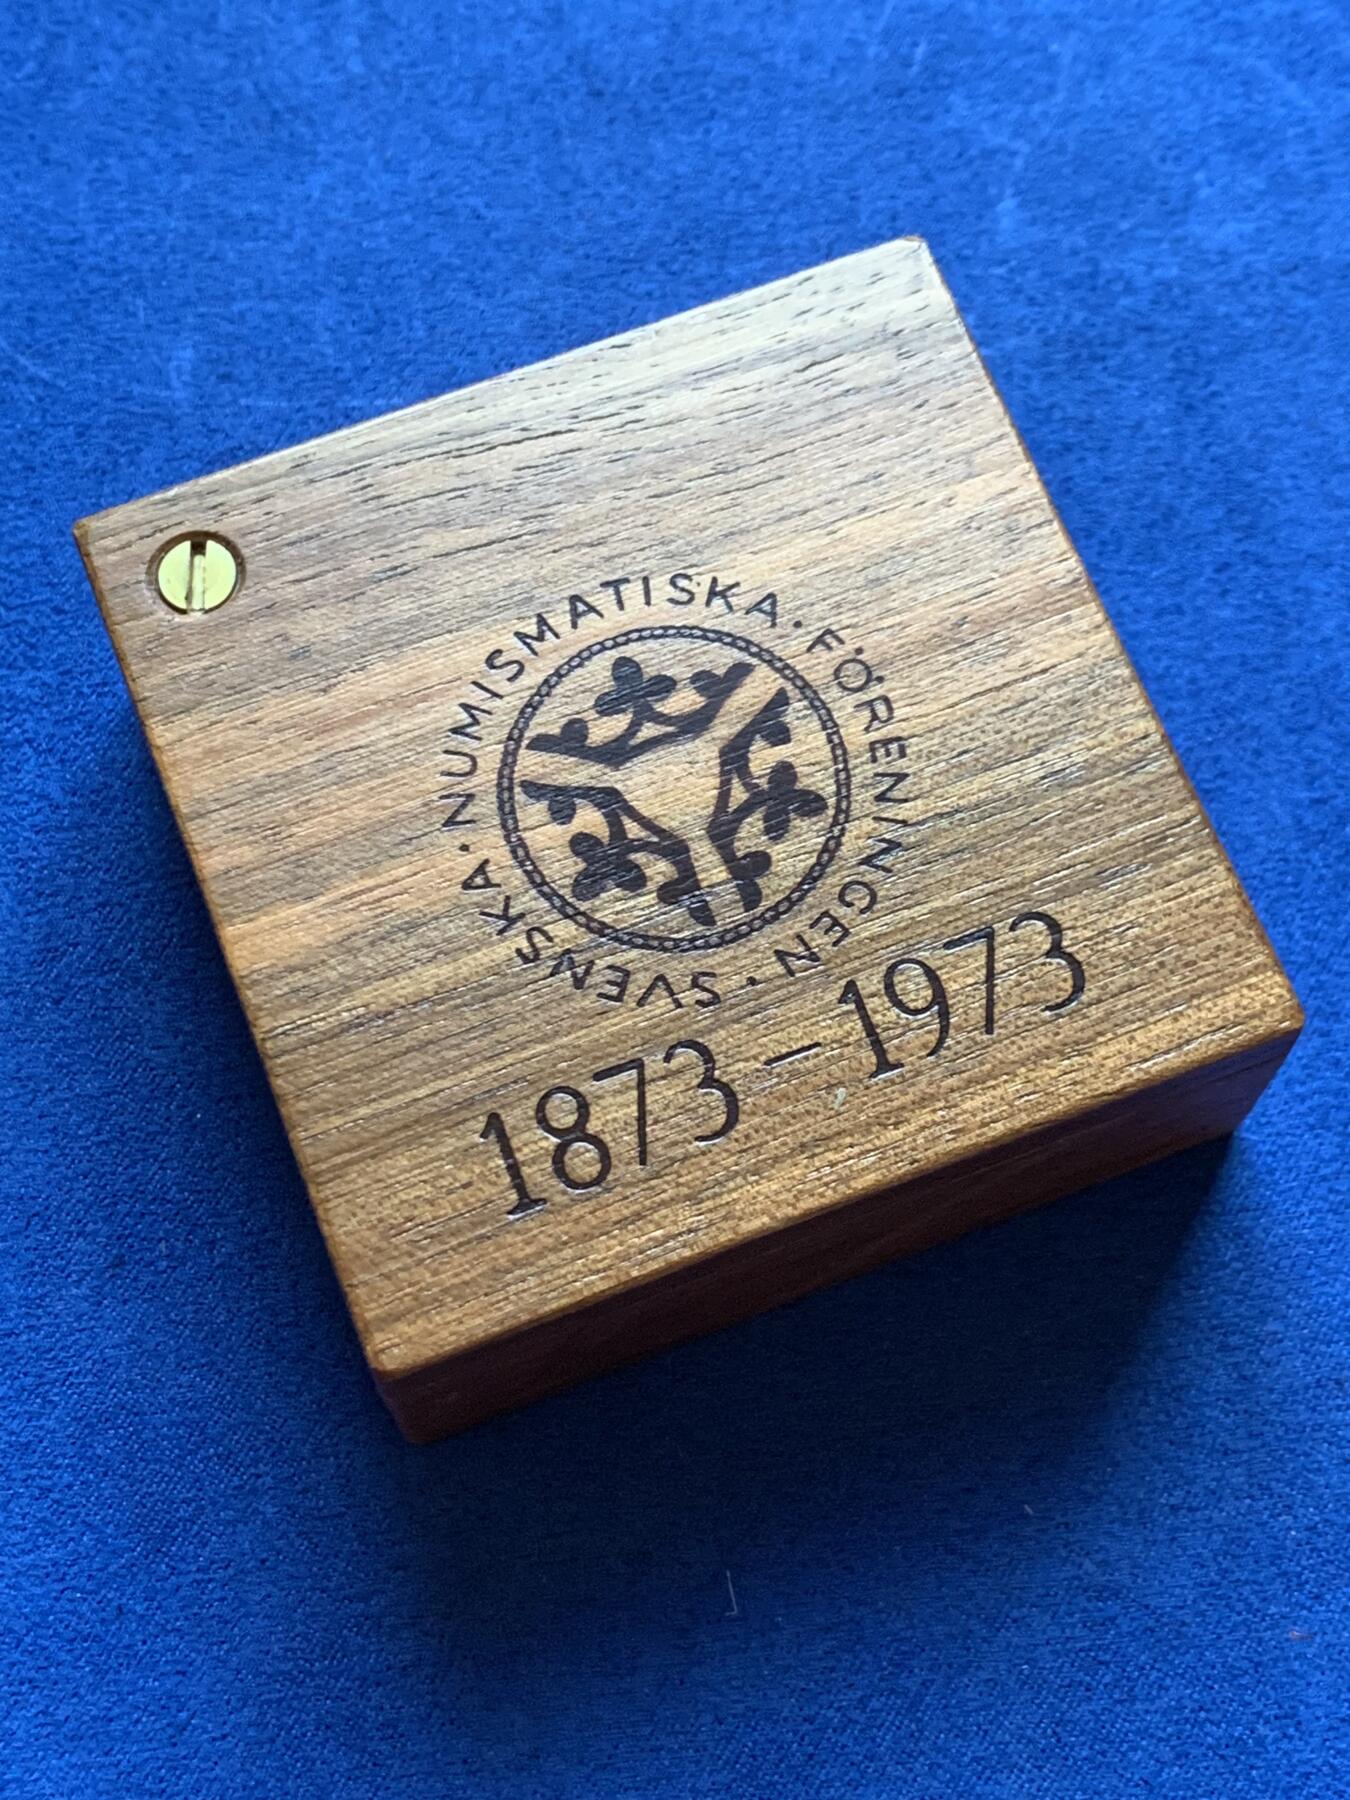 SVENSKA · NUMISMATISKA · FÖRENINGEN ·
1873 – 1973